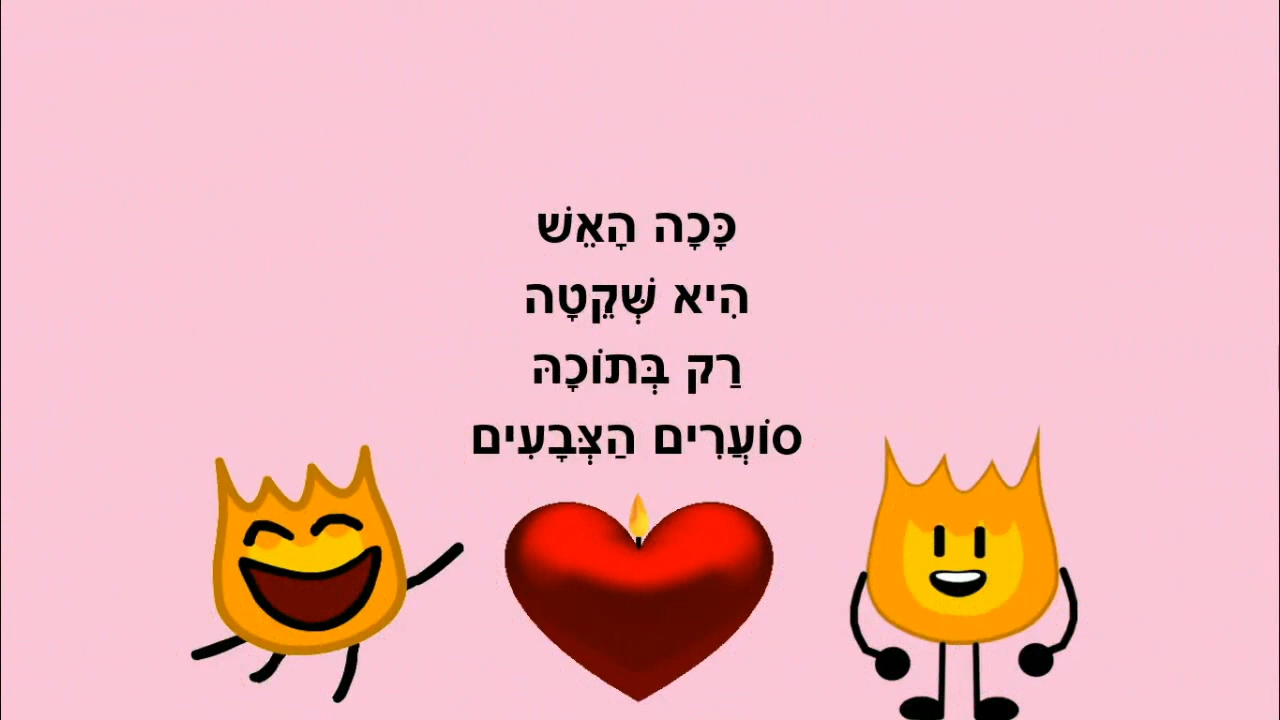 כָּכָה הָאֵשׁ
הִיא שְּׁקֵטָה
רַק בְּתוֹכָהּ
סוֹעֲרִים הַצְּבָעִים